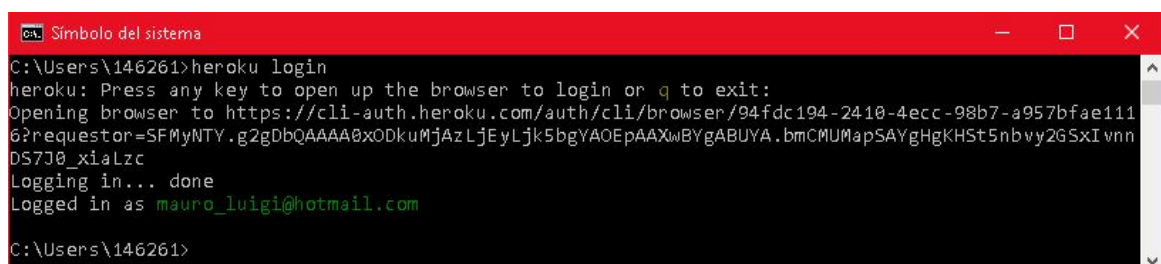 Símbolo del sistema
C:\Users\146261>heroku login
heroku: Press any key to open up the browser to login or q to exit:
Opening browser to https://cli-auth.heroku.com/auth/cli/browser/94fdc194-2410-4ecc-98b7-a957bfae111
6?requestor=SFMyNTY.g2gDbQAAAA0xODkuMjAzLjEyLjk5bgYAOEpAAXwBYgABUYA.bmCMUMapSAYgHgKHSt5nbvy2GSxIvnn
DS7J0_xiaLzc
Logging in... done
Logged in as mauro_luigi@hotmail.com
C:\Users\146261>